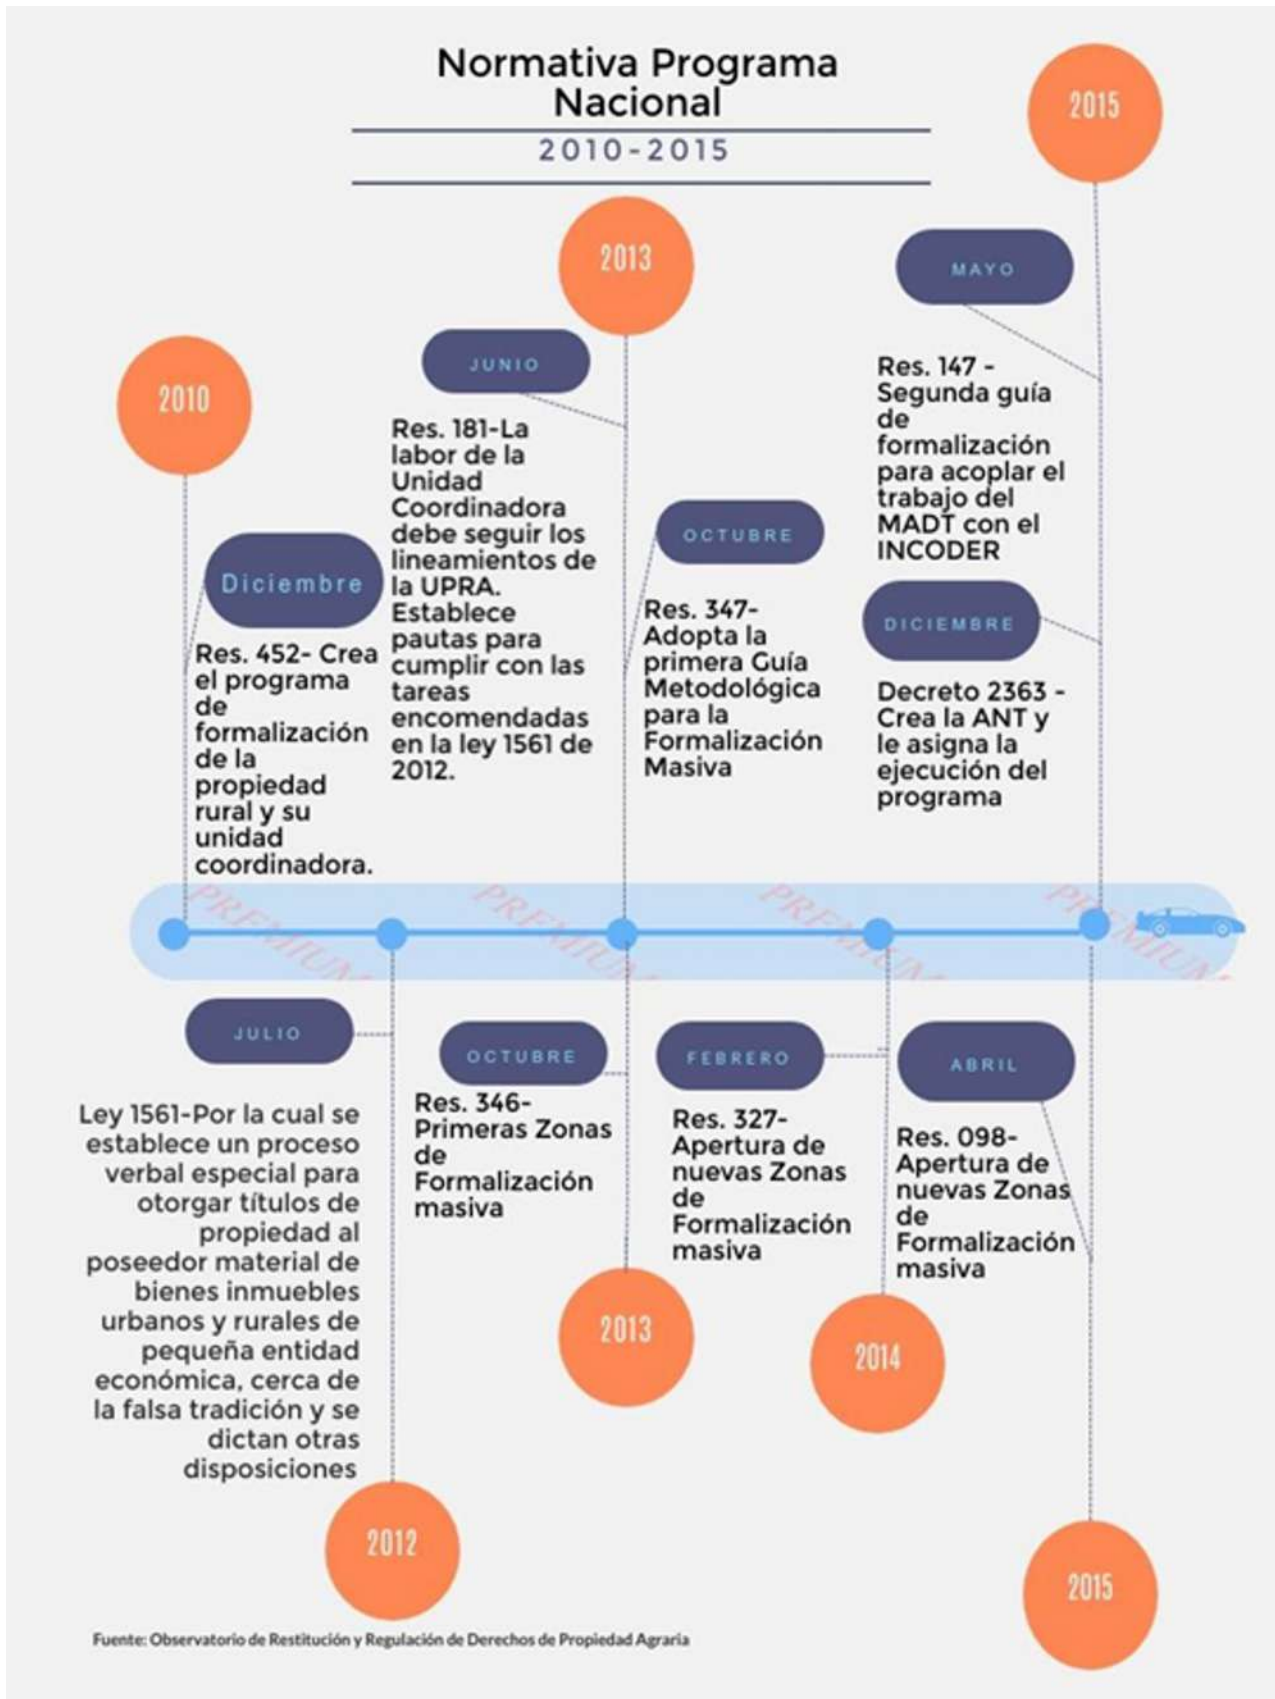 Normativa Programa
Nacional
2010-2015
2010
Diciembre
Res. 452- Crea
el programa
de
formalización
de la
propiedad
rural y su
unidad
coordinadora.
2013
JUNIO
Res. 181-La
labor de la
Unidad
Coordinadora
debe seguir los
lineamientos de
la UPRA.
Establece
pautas para
cumplir con las
tareas
encomendadas
en la ley 1561 de
2012.
OCTUBRE
Res. 347-
Adopta la
primera Guía
Metodológica
para la
Formalización
Masiva
2015
MAYO
Res. 147 -
Segunda guía
de
formalización
para acoplar el
trabajo del
MADT con el
INCODER
DICIEMBRE
Decreto 2363 -
Crea la ANT y
le asigna la
ejecución del
programa
PREMIUM
PREMIUM
PREMIUM
PREMIUM
JULIO
Ley 1561-Por la cual se
establece un proceso
verbal especial para
otorgar títulos de
propiedad al
poseedor material de
bienes inmuebles
urbanos y rurales de
pequeña entidad
económica, cerca de
la falsa tradición y se
dictan otras
disposiciones
2012
OCTUBRE
Res. 346-
Primeras Zonas
de
Formalización
masiva
2013
FEBRERO
Res. 327-
Apertura de
nuevas Zonas
de
Formalización
masiva
2014
ABRIL
Res. 098-
Apertura de
nuevas Zonas
de
Formalización
masiva
2015
Fuente: Observatorio de Restitución y Regulación de Derechos de Propiedad Agraria